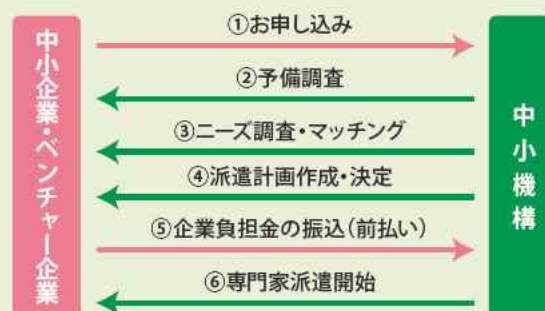 中小企業・ベンチャー企業
①お申し込み
②予備調査
③ニーズ調査・マッチング
④派遣計画作成・決定
⑤企業負担金の振込（前払い）
⑥専門家派遣開始
中小機構